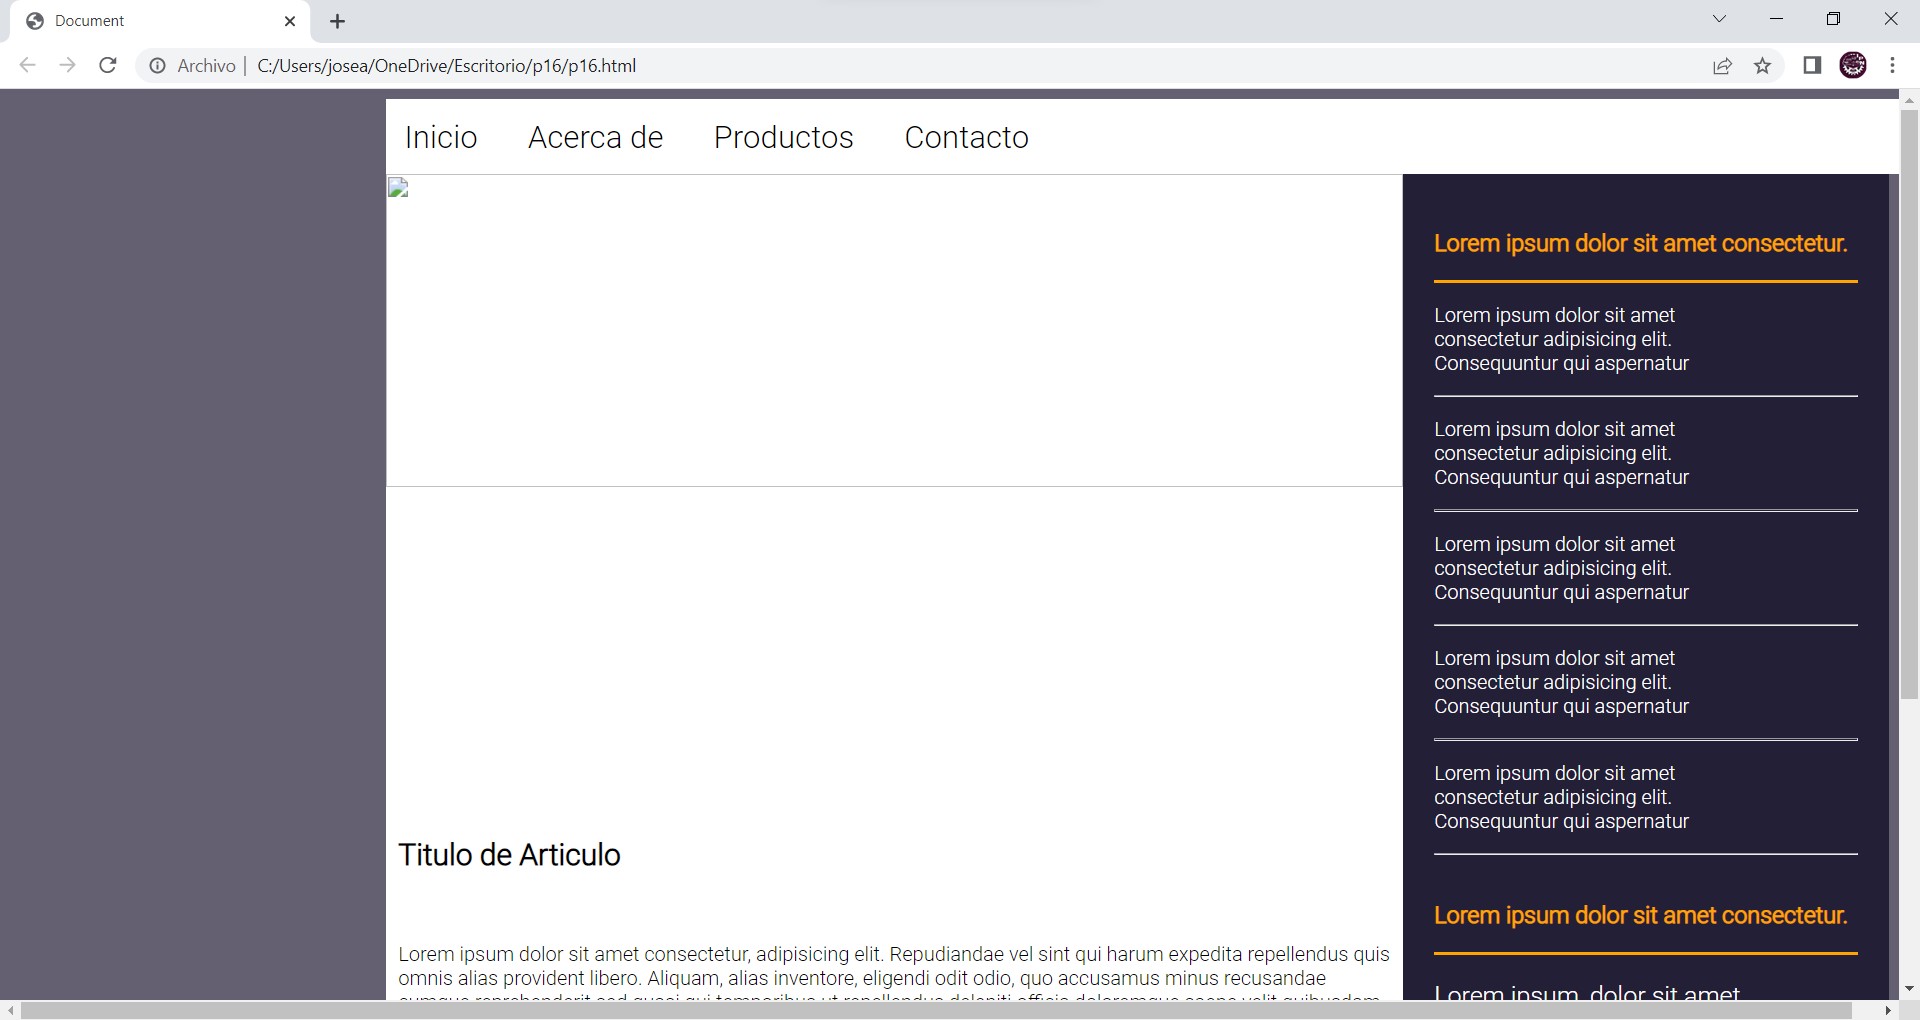 Document
Archivo | C:/Users/josea/OneDrive/Escritorio/p16/p16.html
Inicio Acerca de Productos Contacto
Lorem ipsum dolor sit amet consectetur.
Lorem ipsum dolor sit amet
consectetur adipisicing elit.
Consequuntur qui aspernatur
Lorem ipsum dolor sit amet
consectetur adipisicing elit.
Consequuntur qui aspernatur
Lorem ipsum dolor sit amet
consectetur adipisicing elit.
Consequuntur qui aspernatur
Lorem ipsum dolor sit amet
consectetur adipisicing elit.
Consequuntur qui aspernatur
Lorem ipsum dolor sit amet
consectetur adipisicing elit.
Consequuntur qui aspernatur
Lorem ipsum dolor sit amet consectetur.
Lorem ipsum, dolor sit amet
Titulo de Articulo
Lorem ipsum dolor sit amet consectetur, adipisicing elit. Repudiandae vel sint qui harum expedita repellendus quis
omnis alias provident libero. Aliquam, alias inventore, eligendi odit odio, quo accusamus minus recusandae